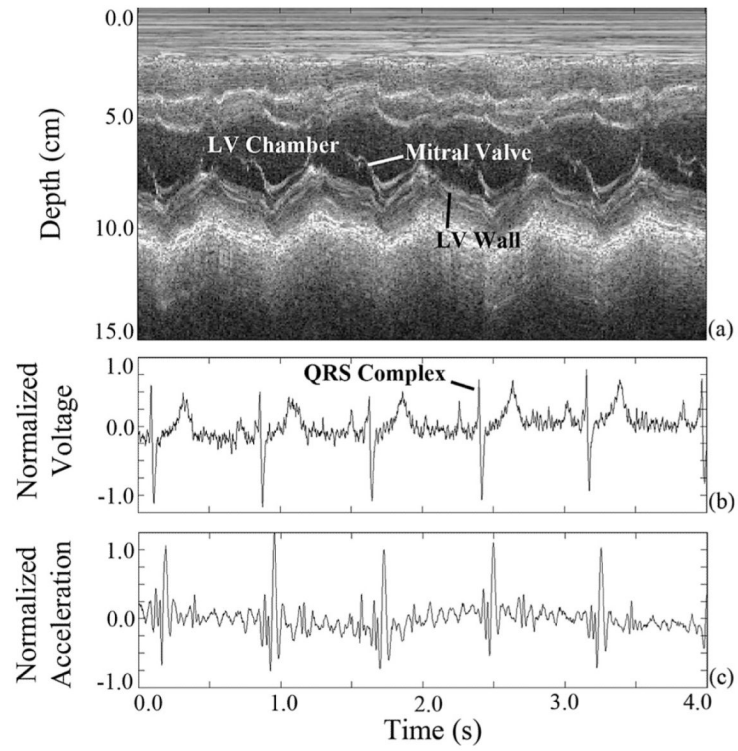 0.0
5.0
10.0
15.0
Depth (cm)
LV Chamber
Mitral Valve
LV Wall
(a)
1.0
0.0
-1.0
Normalized
Voltage
QRS Complex
(b)
1.0
0.0
-1.0
Normalized
Acceleration
(c)
0.0
1.0
2.0
3.0
4.0
Time (s)